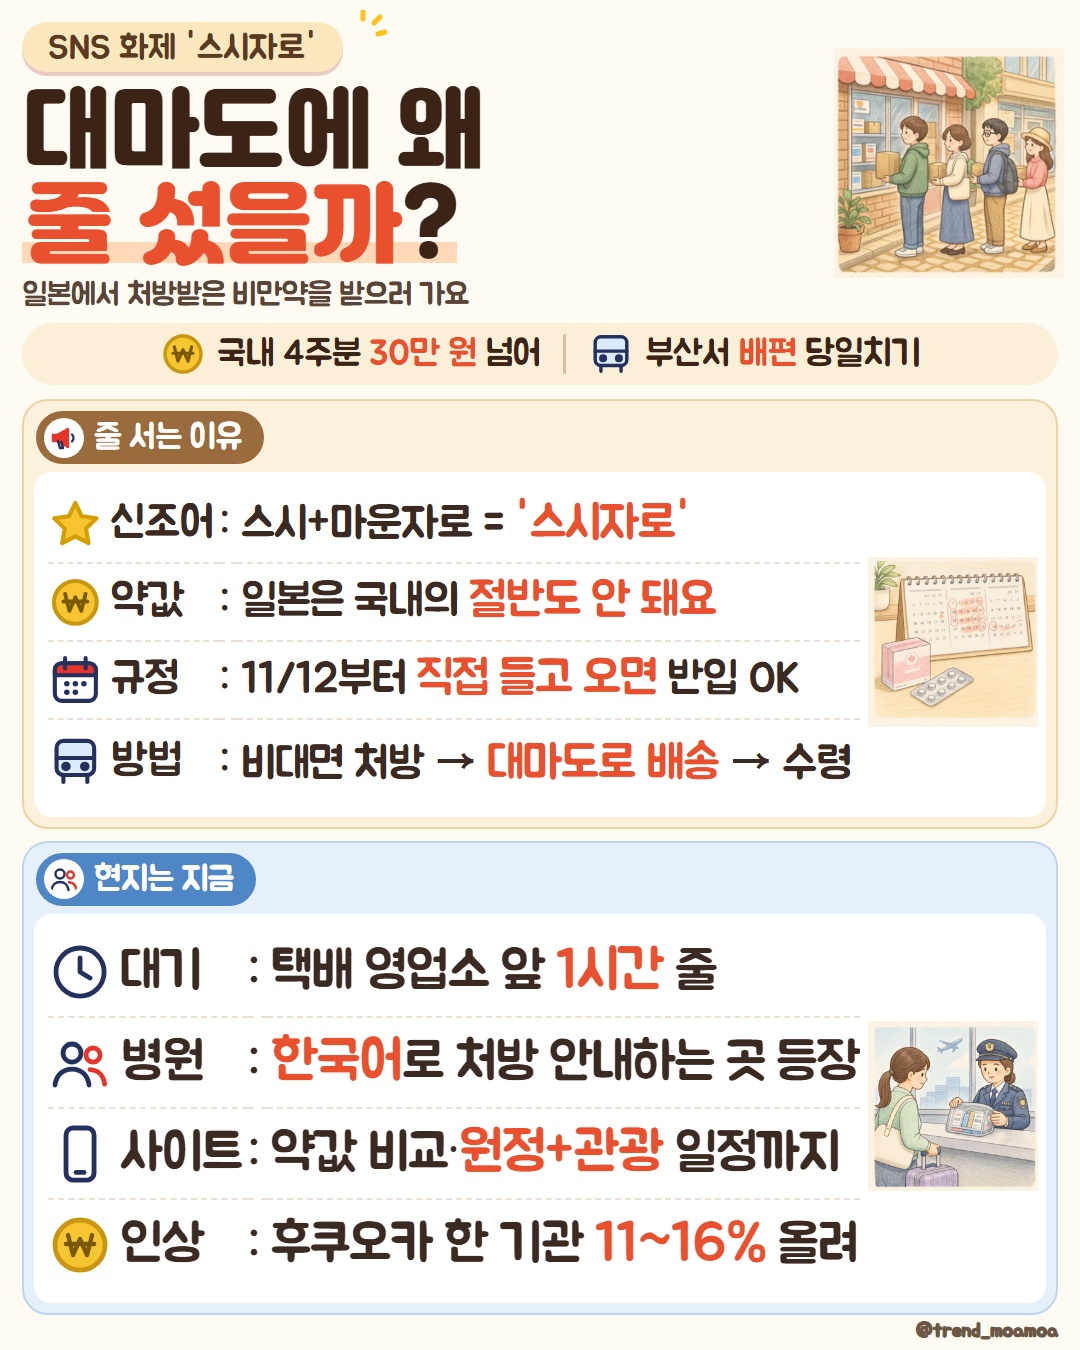 SNS 화제 '스시자로'
대마도에 왜
줄 섰을까?
일본에서 처방받은 비만약을 받으러 가요
국내 4주분 30만 원 넘어
부산서 배편 당일치기
줄 서는 이유
신조어 : 스시+마운자로 = '스시자로'
약값 : 일본은 국내의 절반도 안 돼요
규정 : 11/12부터 직접 들고 오면 반입 OK
방법 : 비대면 처방 → 대마도로 배송 → 수령
현지는 지금
대기 : 택배 영업소 앞 1시간 줄
병원 : 한국어로 처방 안내하는 곳 등장
사이트 : 약값 비교·원정+관광 일정까지
인상 : 후쿠오카 한 기관 11~16% 올려
@trend_moamoa